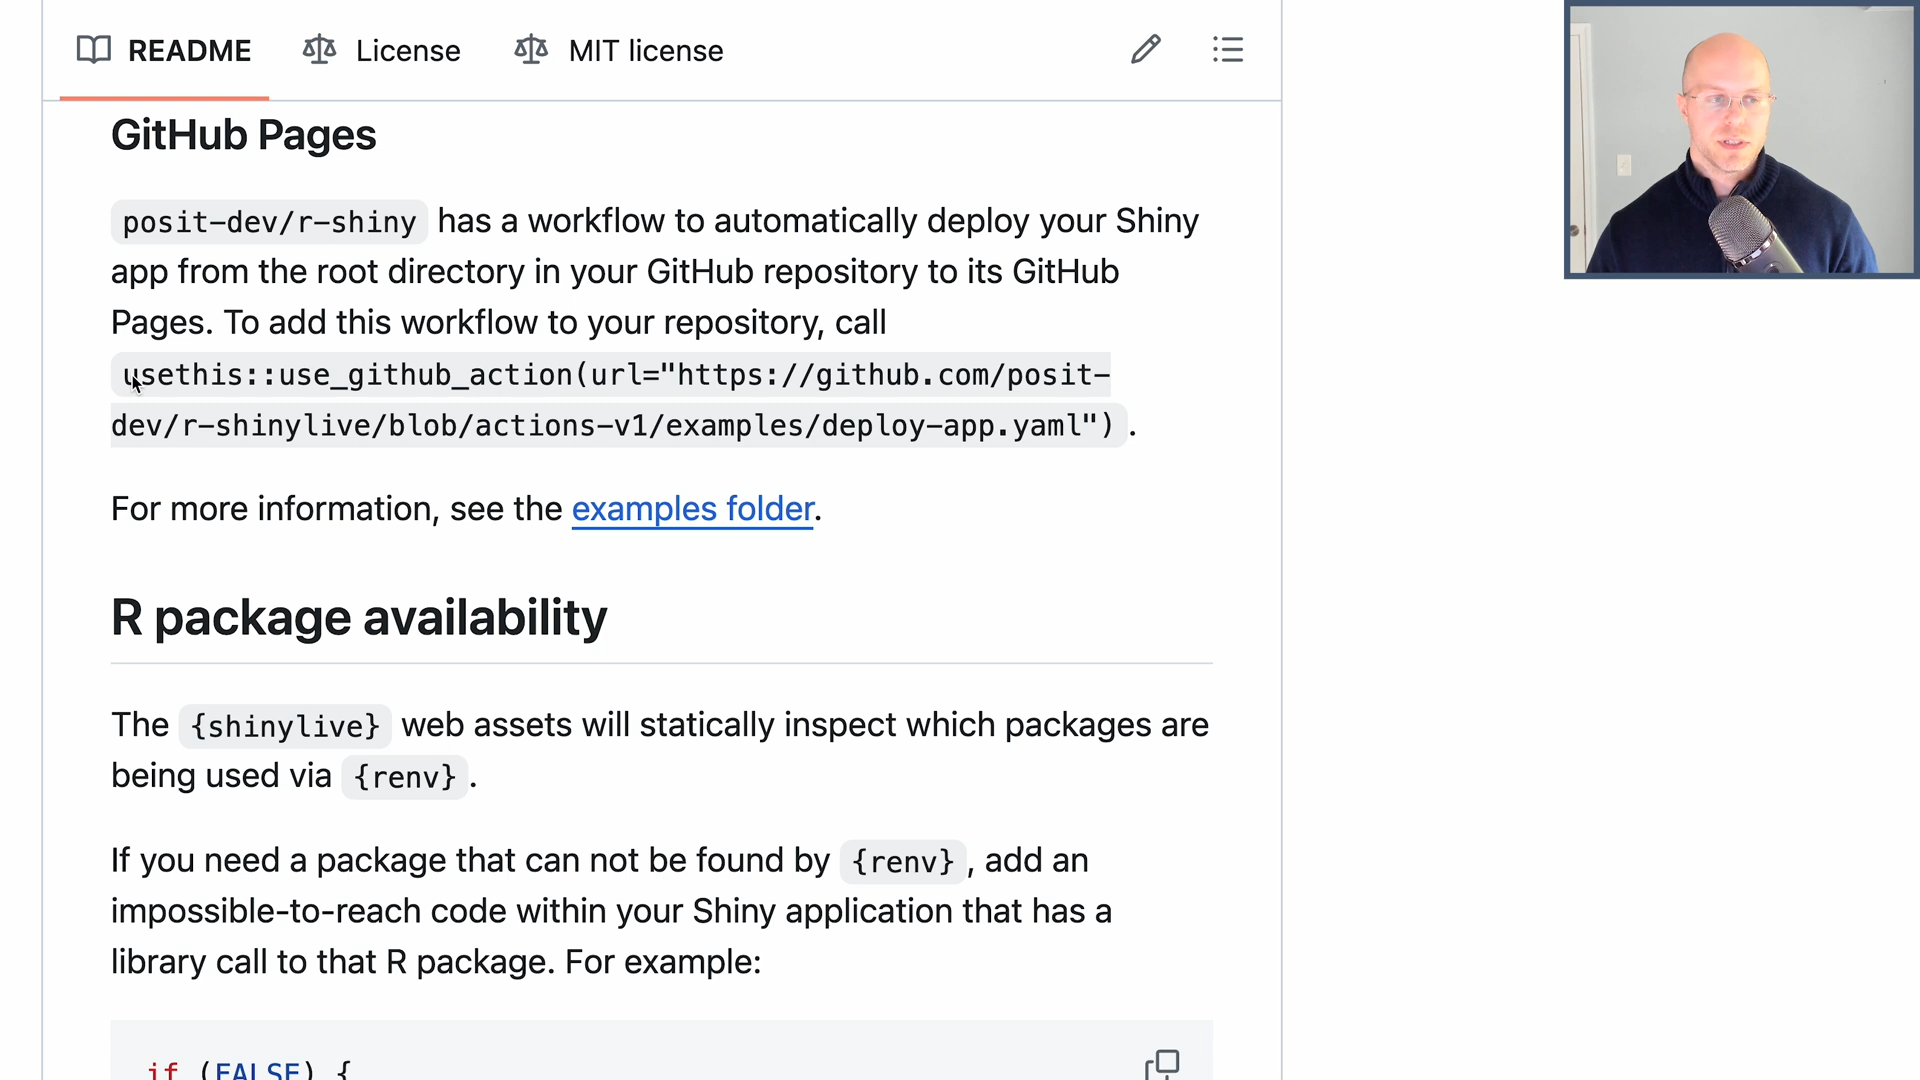 README License MIT license
GitHub Pages
posit-dev/r-shiny has a workflow to automatically deploy your Shiny
app from the root directory in your GitHub repository to its GitHub
Pages. To add this workflow to your repository, call
usethis::use_github_action(url="https://github.com/posit-
dev/r-shinylive/blob/actions-v1/examples/deploy-app.yaml").
For more information, see the examples folder.
R package availability
The {shinylive} web assets will statically inspect which packages are
being used via {renv}.
If you need a package that can not be found by {renv}, add an
impossible-to-reach code within your Shiny application that has a
library call to that R package. For example:
if (FALSE) {